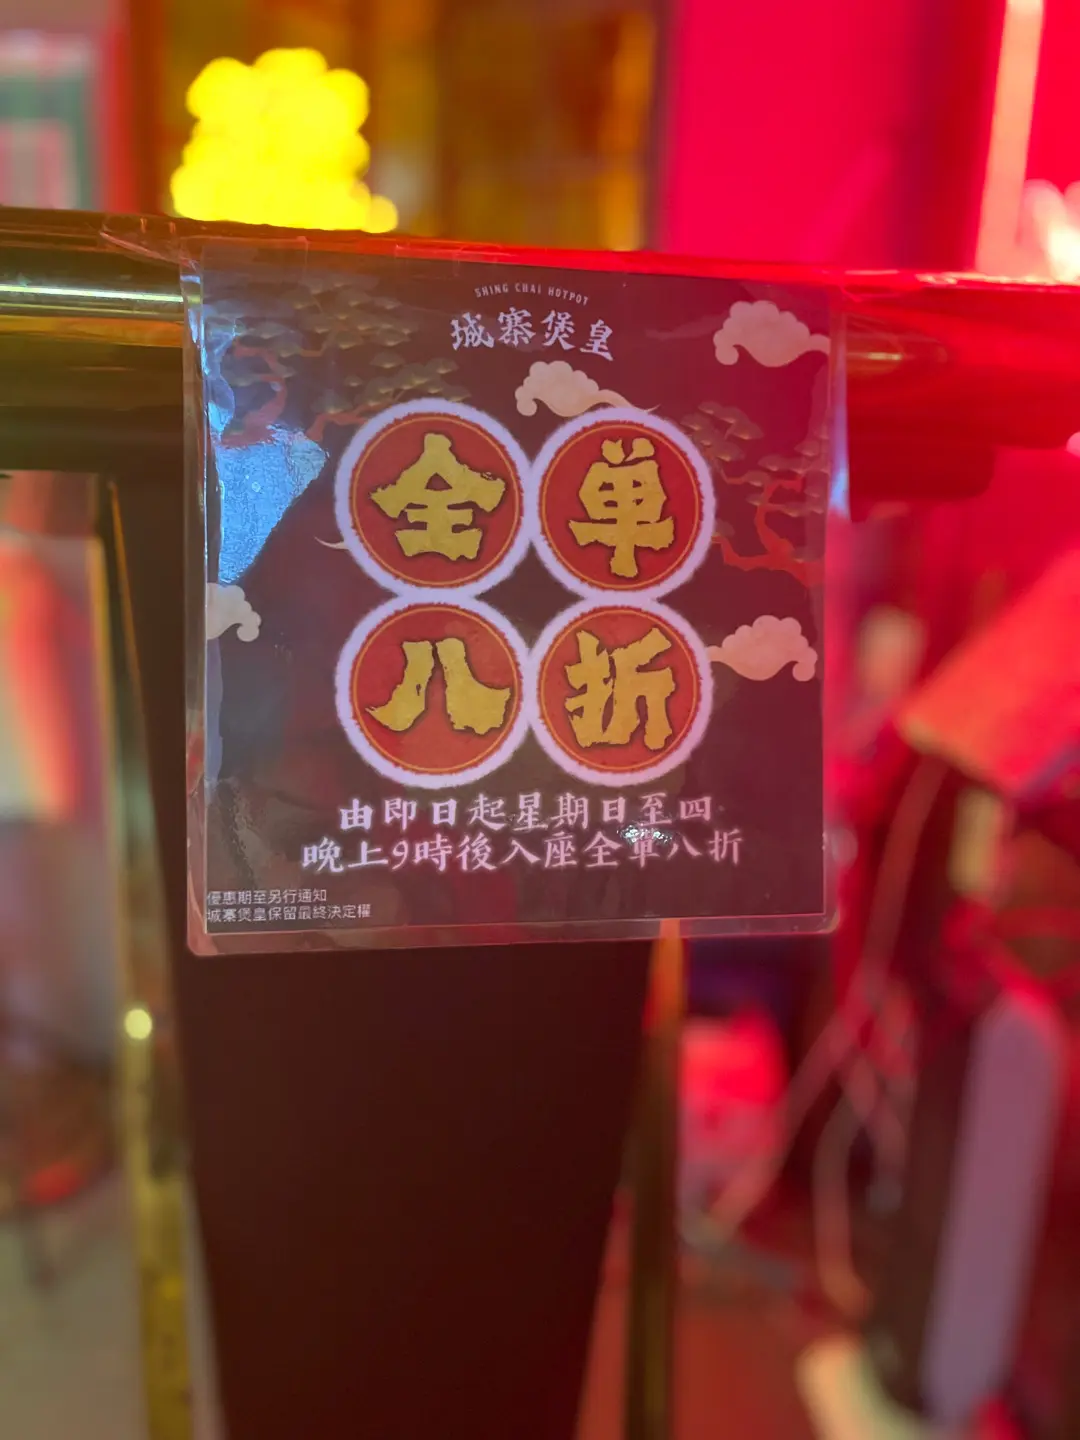 SHING CHAI HOTPOT
城寨煲皇
全單
八折
由即日起星期日至四
晚上9時後入座全單八折
優惠期至另行通知
城寨煲皇保留最終決定權